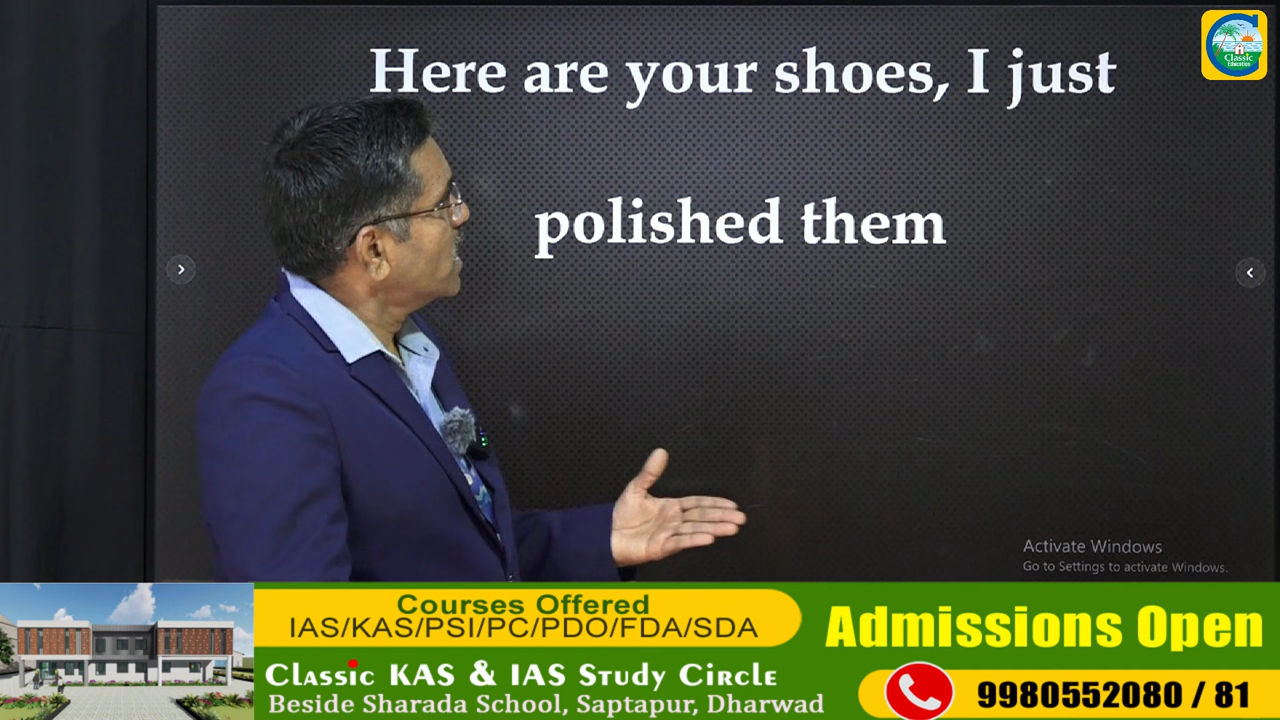 Here are your shoes, I just
polished them
Classic
Education
Activate Windows
Go to Settings to activate Windows.
Courses Offered
IAS/KAS/PSI/PC/PDO/FDA/SDA
Admissions Open
Classic KAS & IAS Study Circle
Beside Sharada School, Saptapur, Dharwad
9980552080 / 81